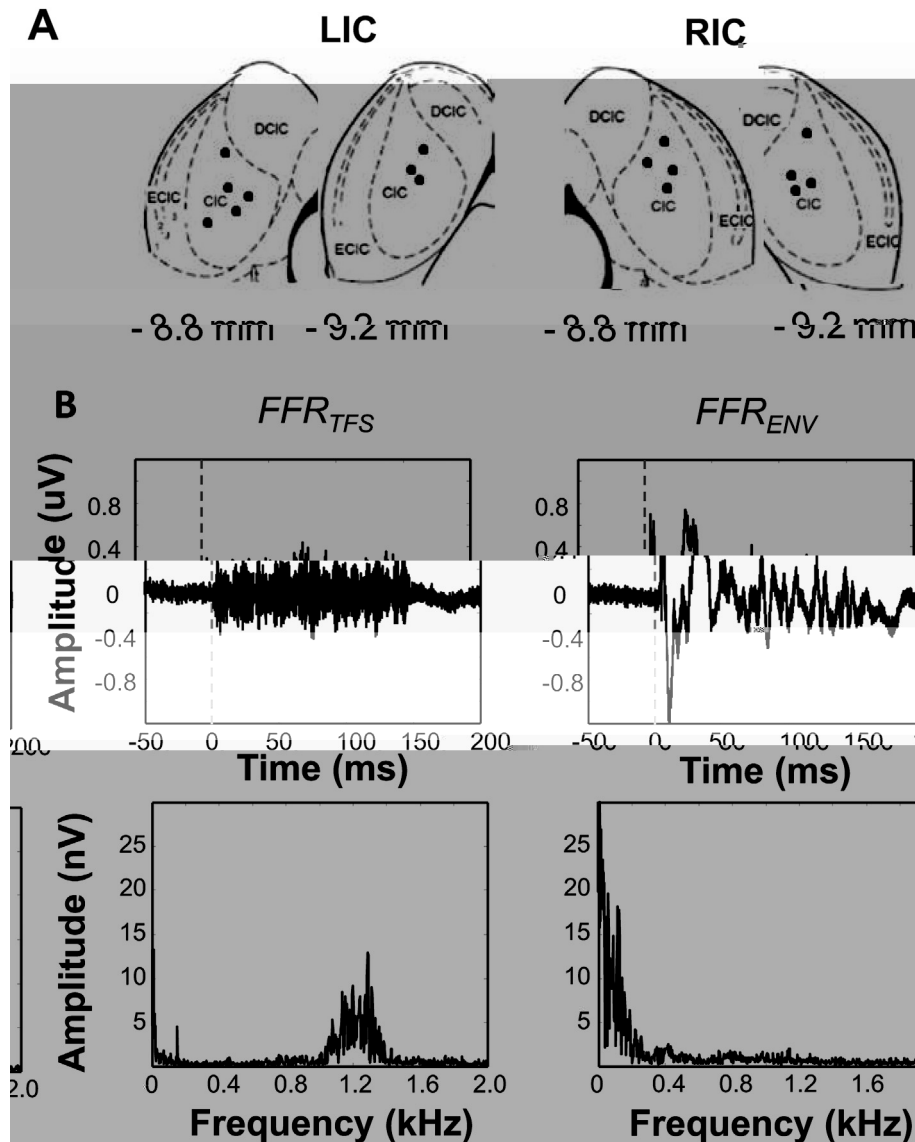 A
LIC RIC
DCIC DCIC DCIC DCIC
ECIC CIC CIC ECIC CIC ECIC CIC ECIC
3
2
-8.8 mm -9.2 mm -8.8 mm -9.2 mm
B FFR_TFS FFR_ENV
Amplitude (uV)
0.8 0.8
0.4 0.4
0 0
-0.4 -0.4
-0.8 -0.8
-50 0 50 100 150 200 -50 0 50 100 150
Time (ms) Time (ms)
Amplitude (nV)
25 25
20 20
15 15
10 10
5 5
2.0 0 0.4 0.8 1.2 1.6 2.0 0 0.4 0.8 1.2 1.6
Frequency (kHz) Frequency (kHz)